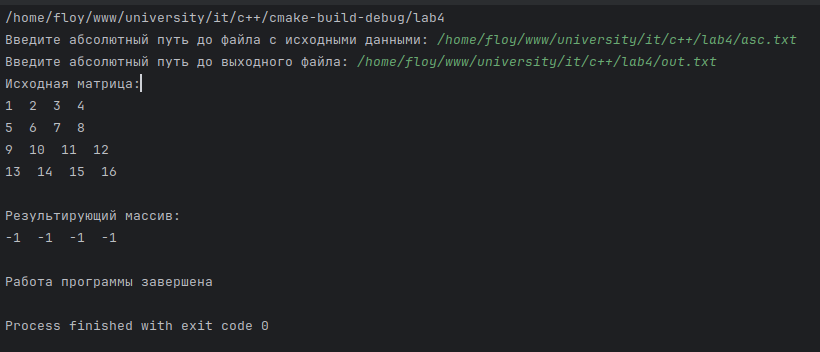 /home/floy/www/university/it/c++/cmake-build-debug/lab4
Введите абсолютный путь до файла с исходными данными: /home/floy/www/university/it/c++/lab4/asc.txt
Введите абсолютный путь до выходного файла: /home/floy/www/university/it/c++/lab4/out.txt
Исходная матрица:
1  2  3  4
5  6  7  8
9  10  11  12
13  14  15  16
Результирующий массив:
-1  -1  -1  -1
Работа программы завершена
Process finished with exit code 0